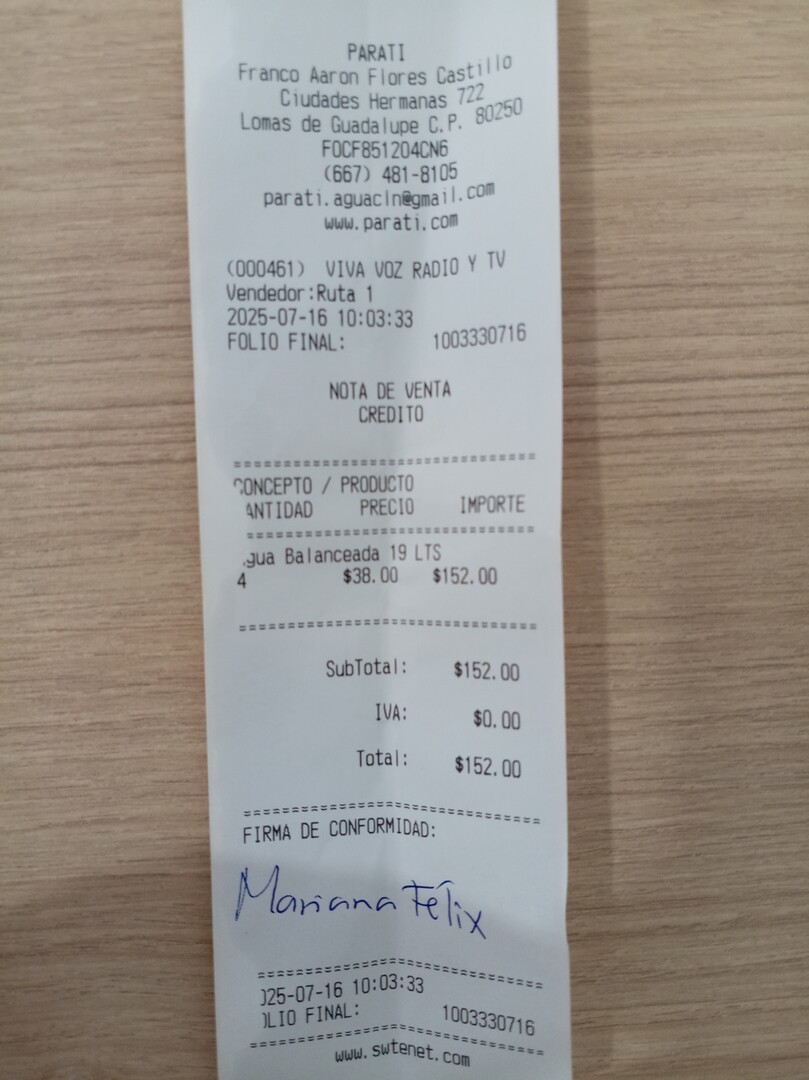 PARATI
Franco Aaron Flores Castillo
Ciudades Hermanas 722
Lomas de Guadalupe C.P. 80250
FOCF851204CN6
(667) 481-8105
parati.aguacln@gmail.com
www.parati.com
(000461) VIVA VOZ RADIO Y TV
Vendedor:Ruta 1
2025-07-16 10:03:33
FOLIO FINAL: 1003330716
NOTA DE VENTA
CREDITO
==================================
CONCEPTO / PRODUCTO
ANTIDAD PRECIO IMPORTE
==================================
gua Balanceada 19 LTS
4 $38.00 $152.00
==================================
SubTotal: $152.00
IVA: $0.00
Total: $152.00
==================================
FIRMA DE CONFORMIDAD:
Mariana Félix
==================================
025-07-16 10:03:33
OLIO FINAL: 1003330716
==================================
www.swtenet.com